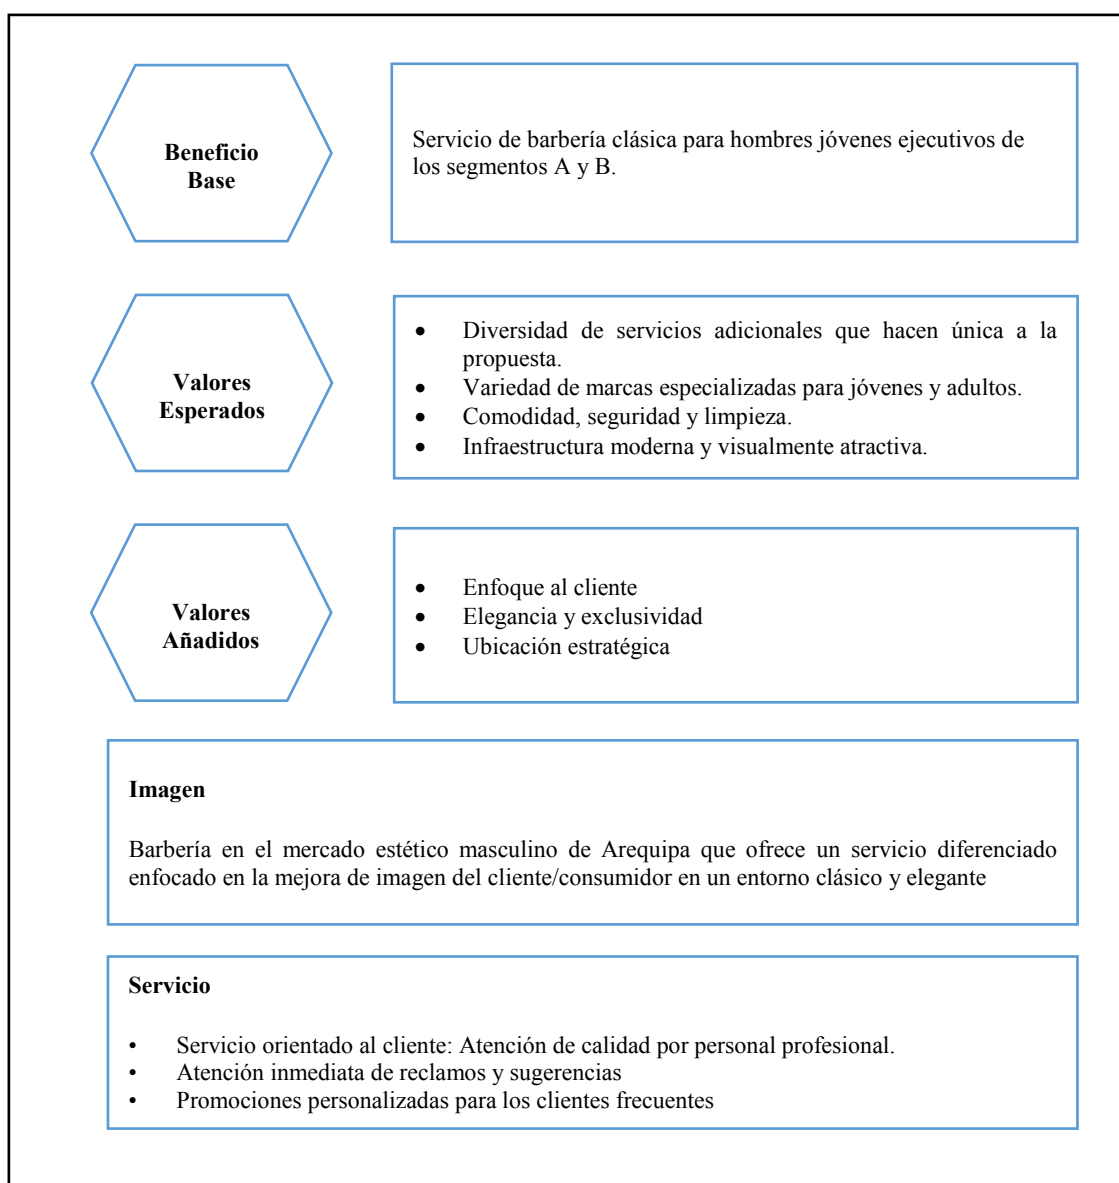 Beneficio
Base
Servicio de barbería clásica para hombres jóvenes ejecutivos de
los segmentos A y B.
Valores
Esperados
• Diversidad de servicios adicionales que hacen única a la
propuesta.
• Variedad de marcas especializadas para jóvenes y adultos.
• Comodidad, seguridad y limpieza.
• Infraestructura moderna y visualmente atractiva.
Valores
Añadidos
• Enfoque al cliente
• Elegancia y exclusividad
• Ubicación estratégica
Imagen
Barbería en el mercado estético masculino de Arequipa que ofrece un servicio diferenciado
enfocado en la mejora de imagen del cliente/consumidor en un entorno clásico y elegante
Servicio
• Servicio orientado al cliente: Atención de calidad por personal profesional.
• Atención inmediata de reclamos y sugerencias
• Promociones personalizadas para los clientes frecuentes